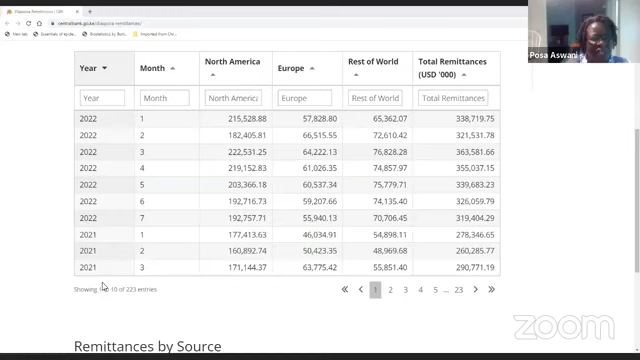 Diaspora Remittances | CBK
centralbank.go.ke/diaspora-remittances/
New Tab
Imported From Chr...
Posa Aswani
Year Month North America Europe Rest of World Total Remittances (USD '000)
Year Month North America Europe Rest of World Total Remittances
2022 1 215,528.88 57,828.80 65,362.07 338,719.75
2022 2 182,405.81 66,515.55 72,610.42 321,531.78
2022 3 222,531.25 64,222.13 76,828.28 363,581.66
2022 4 219,152.83 61,026.35 74,857.97 355,037.15
2022 5 203,366.18 60,537.34 75,779.71 339,683.23
2022 6 192,716.73 59,207.66 74,135.40 326,059.79
2022 7 192,757.71 55,940.13 70,706.45 319,404.29
2021 1 177,413.63 46,034.91 54,898.11 278,346.65
2021 2 160,892.74 50,423.35 48,969.68 260,285.77
2021 3 171,144.37 63,775.42 55,851.40 290,771.19
Showing 1 to 10 of 223 entries
1 2 3 4 5 ... 23
zoom
Remittances by Source